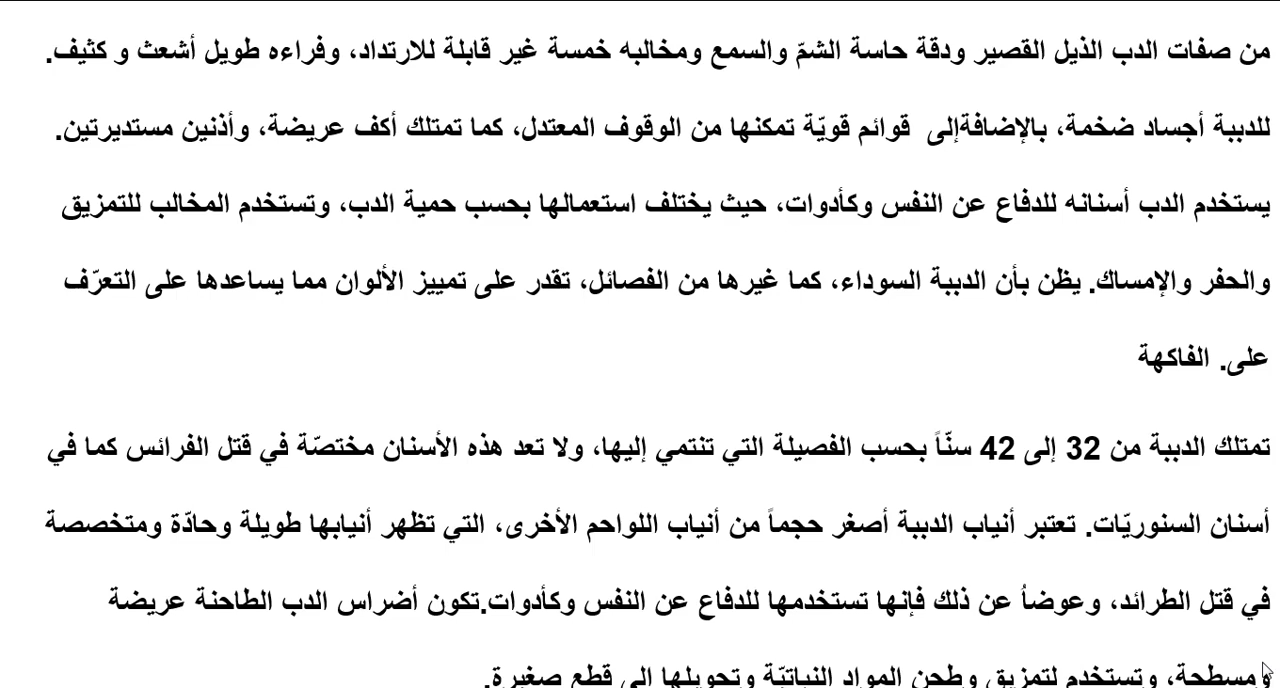 من صفات الدب الذيل القصير ودقة حاسة الشمّ والسمع ومخالبه خمسة غير قابلة للارتداد، وفراءه طويل أشعث و كثيف.
للدببة أجساد ضخمة، بالإضافةإلى قوائم قويّة تمكنها من الوقوف المعتدل، كما تمتلك أكف عريضة، وأذنين مستديرتين.
يستخدم الدب أسنانه للدفاع عن النفس وكأدوات، حيث يختلف استعمالها بحسب حمية الدب، وتستخدم المخالب للتمزيق
والحفر والإمساك. يظن بأن الدببة السوداء، كما غيرها من الفصائل، تقدر على تمييز الألوان مما يساعدها على التعرّف
على. الفاكهة
تمتلك الدببة من 32 إلى 42 سنّاً بحسب الفصيلة التي تنتمي إليها، ولا تعد هذه الأسنان مختصّة في قتل الفرائس كما في
أسنان السنوريّات. تعتبر أنياب الدببة أصغر حجماً من أنياب اللواحم الأخرى، التي تظهر أنيابها طويلة وحادّة ومتخصصة
في قتل الطرائد، وعوضاُ عن ذلك فإنها تستخدمها للدفاع عن النفس وكأدوات.تكون أضراس الدب الطاحنة عريضة
ومسطحة، وتستخدم لتمزيق وطحن المواد النباتيّة وتحويلها إلى قطع صغيرة.